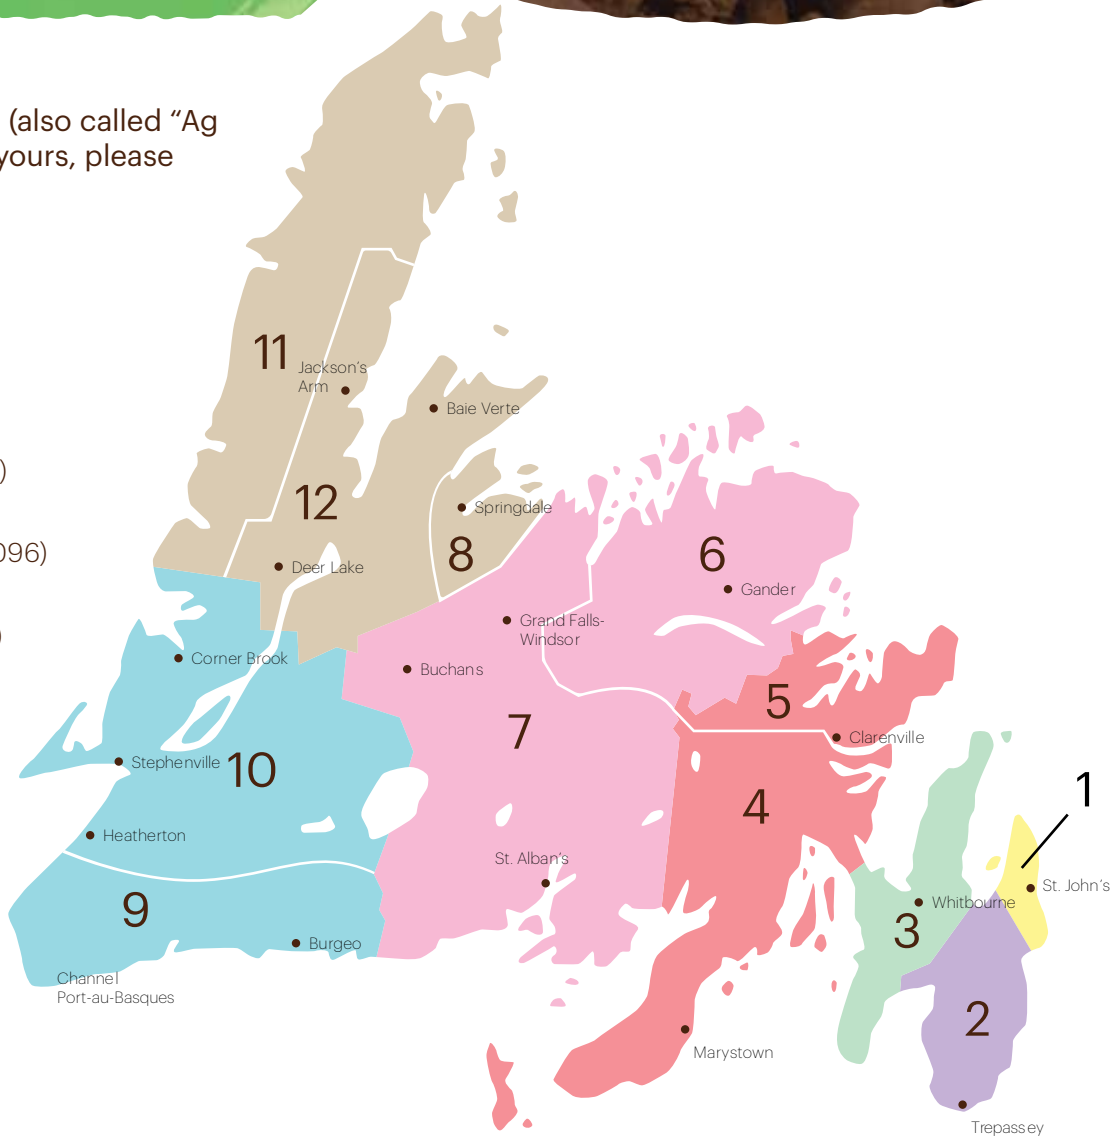 (also called “Ag
yours, please
)
096)
)
11
Jackson’s
Arm
Baie Verte
12
Springdale
8
Deer Lake
6
Gander
Grand Falls-
Windsor
Corner Brook
Buchans
5
7
Clarenville
Stephenville
10
1
4
Heatherton
St. Alban’s
St. John’s
9
Whitbourne
3
Burgeo
Channel
Port-au-Basques
2
Marystown
Trepassey